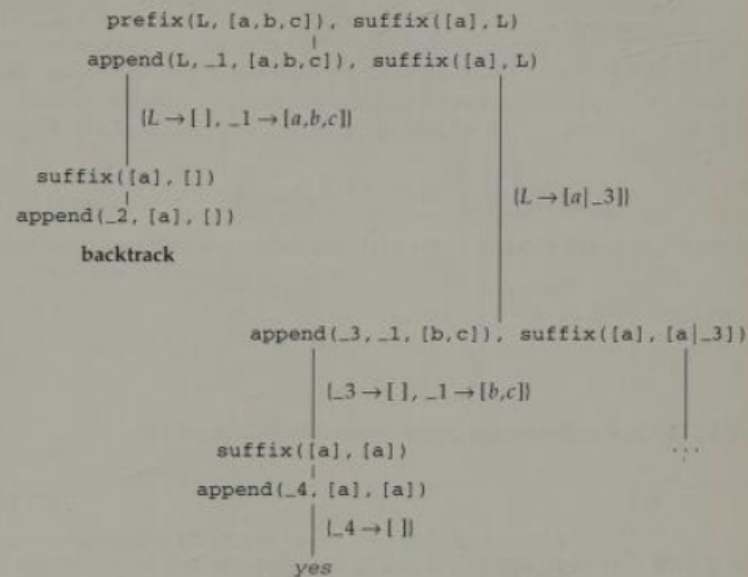 prefix(L, [a,b,c]), suffix([a],L)
append(L,_1,[a,b,c]), suffix([a],L)
{L → [ ], _1 → [a,b,c]}
suffix([a], [])
{L → [a|_3]}
append(_2,[a],[])
backtrack
append(_3,_1,[b,c]), suffix([a],[a|_3])
{_3 → [ ], _1 → [b,c]}
suffix([a],[a])
...
append(_4,[a],[a])
{_4 → [ ]}
yes